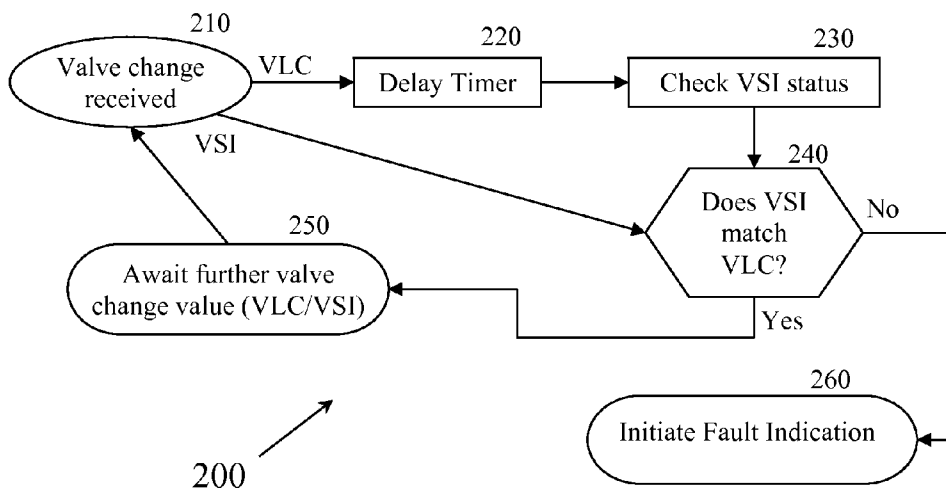 210
Valve change
received
VLC
220
Delay Timer
230
Check VSI status
VSI
240
Does VSI
match
VLC?
No
Yes
250
Await further valve
change value (VLC/VSI)
260
Initiate Fault Indication
200